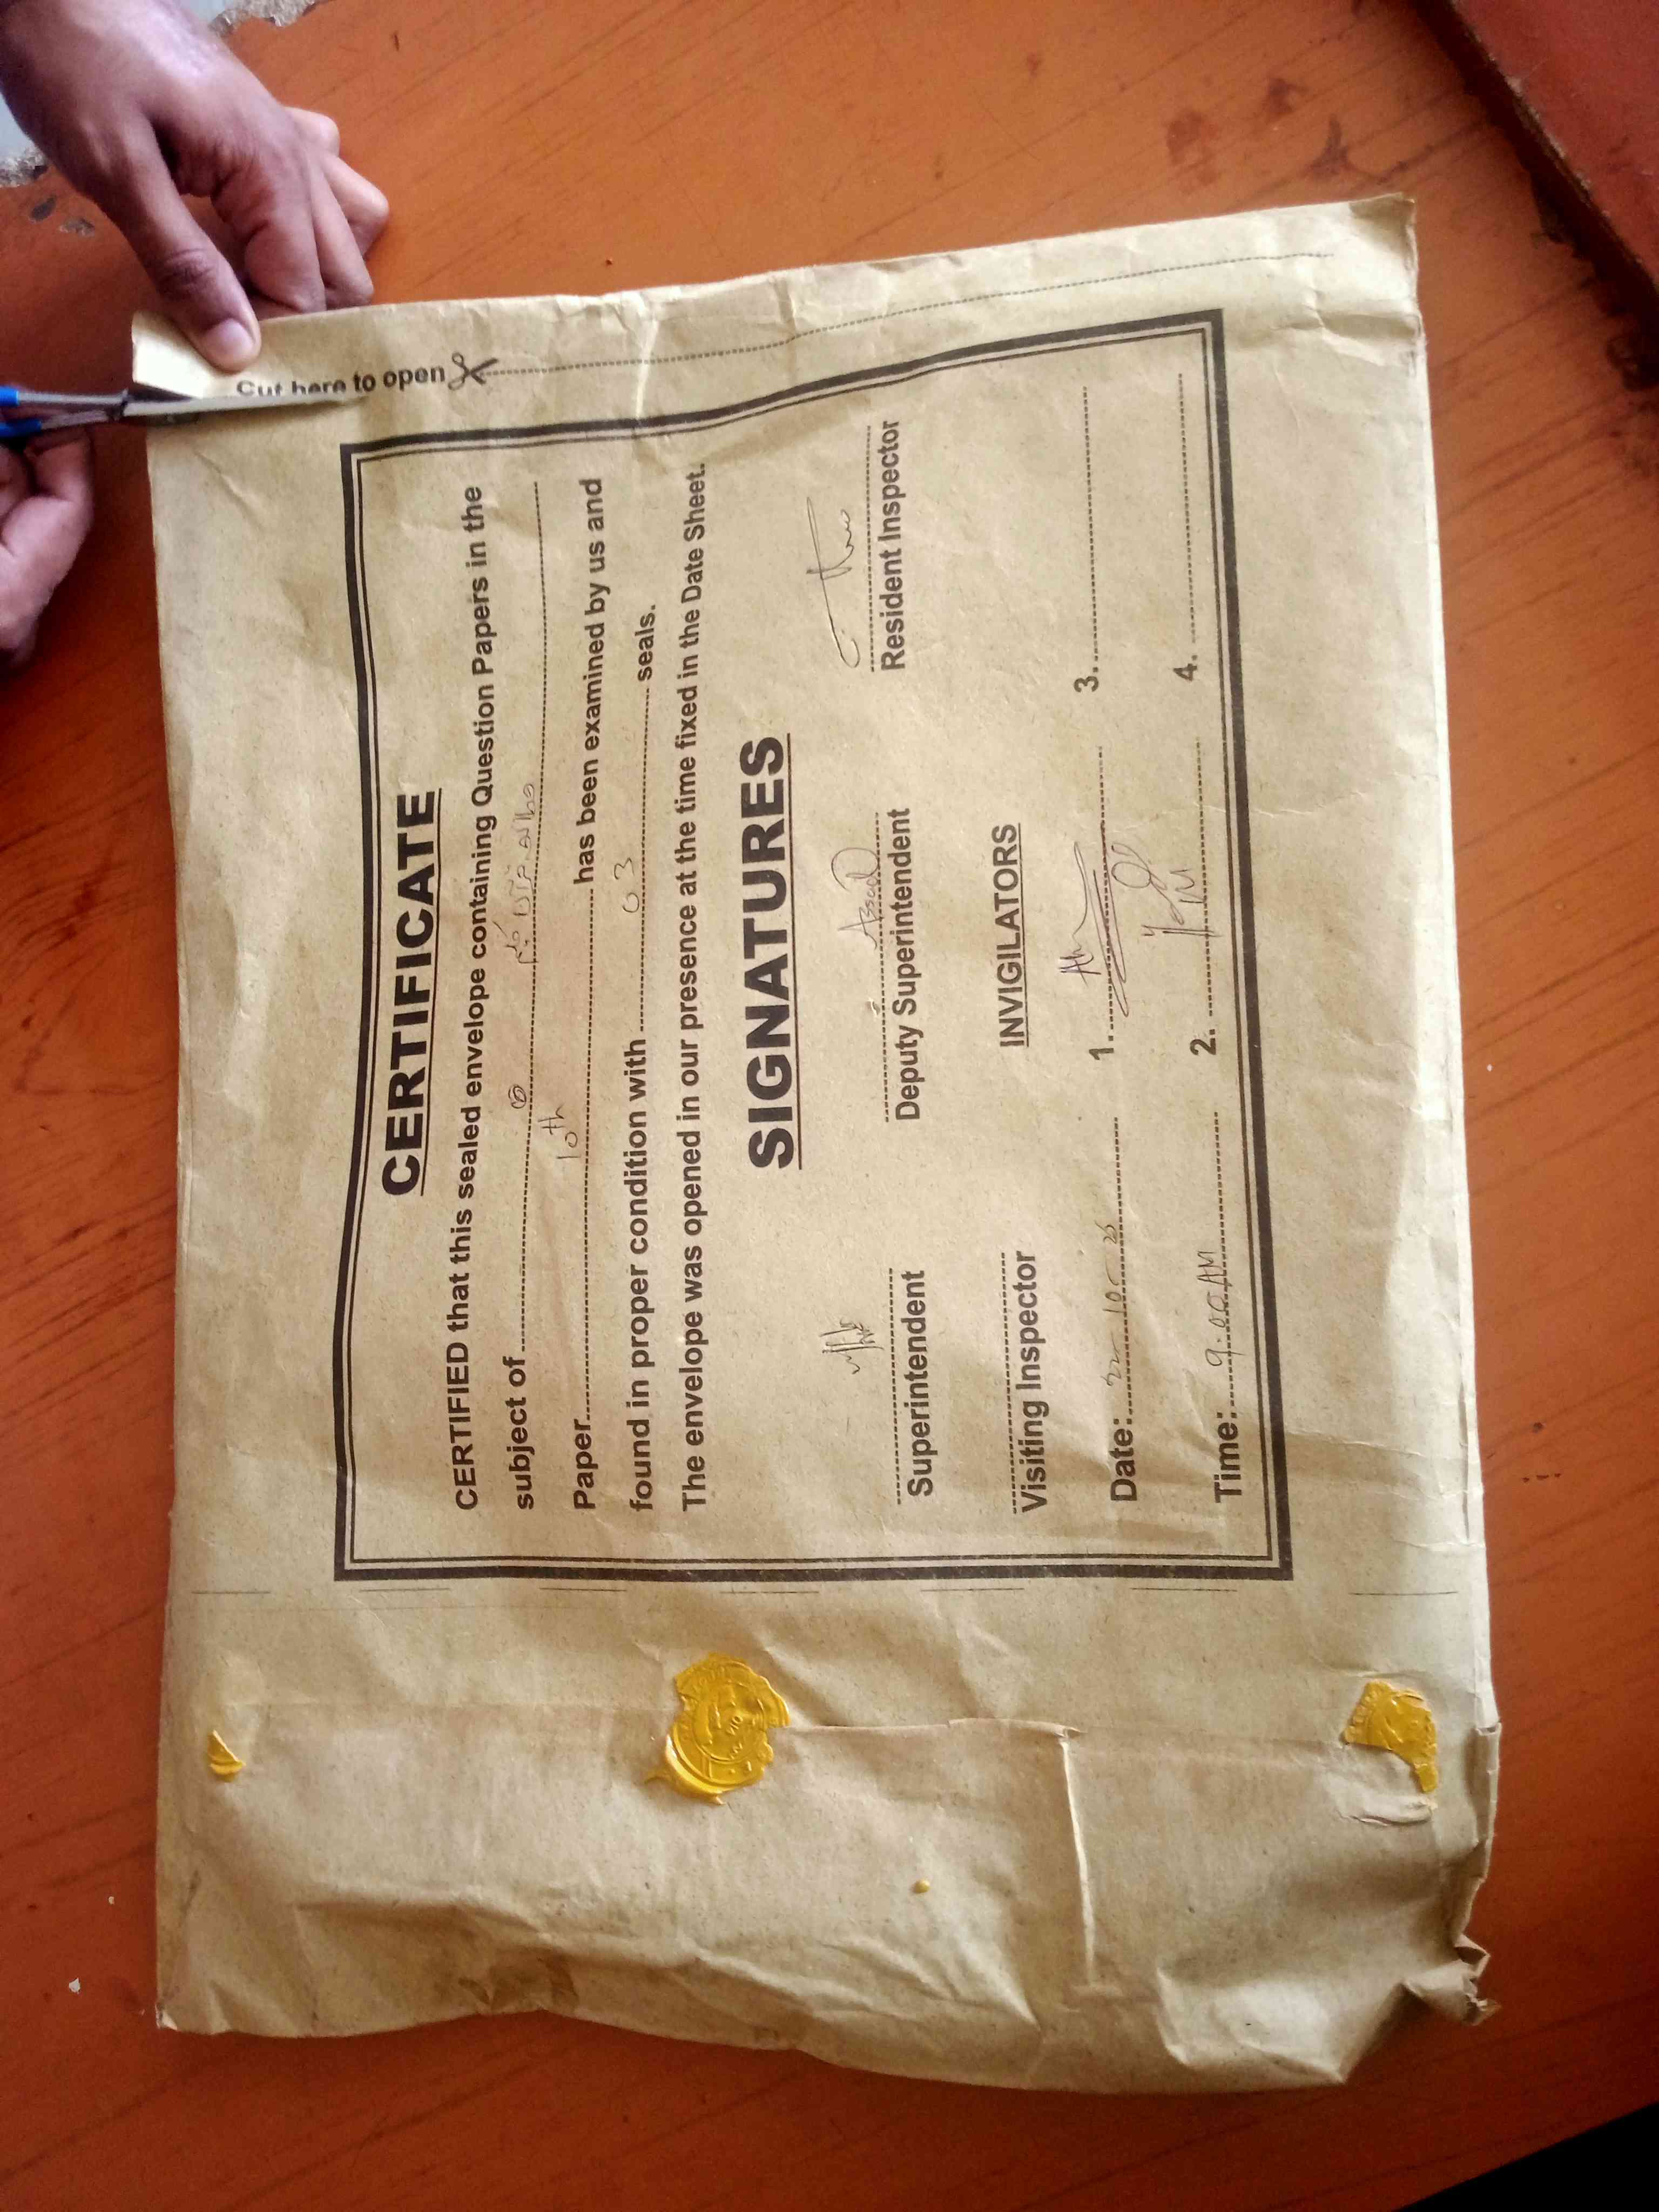 Cut here to open
CERTIFICATE
CERTIFIED that this sealed envelope containing Question Papers in the
subject of
Paper 10th has been examined by us and
found in proper condition with 03 seals.
The envelope was opened in our presence at the time fixed in the Date Sheet.
SIGNATURES
Assad
Superintendent Deputy Superintendent Resident Inspector
INVIGILATORS
Visiting Inspector
Date: 1. 3.
Time: 9.00 AM 2. 4.